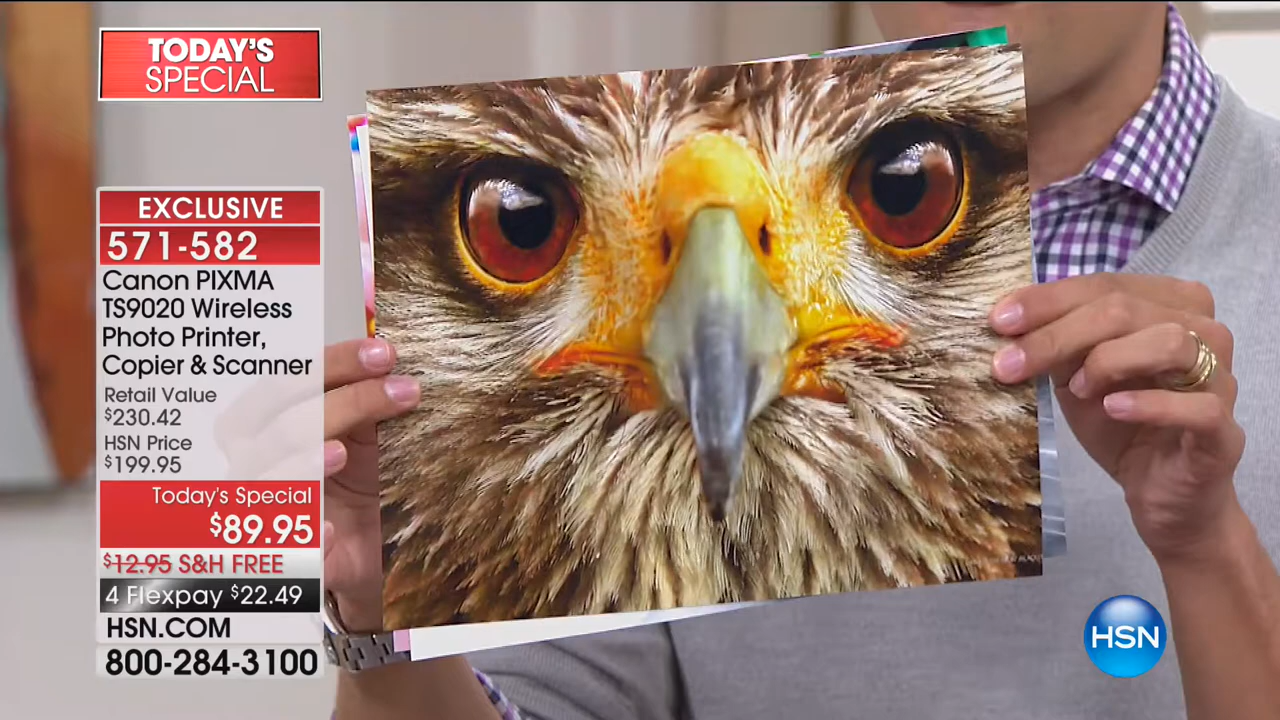 TODAY'S
SPECIAL
EXCLUSIVE
571-582
Canon PIXMA
TS9020 Wireless
Photo Printer,
Copier & Scanner
Retail Value
$230.42
HSN Price
$199.95
Today's Special
$89.95
$12.95 S&H FREE
4 Flexpay $22.49
HSN.COM
800-284-3100
HSN